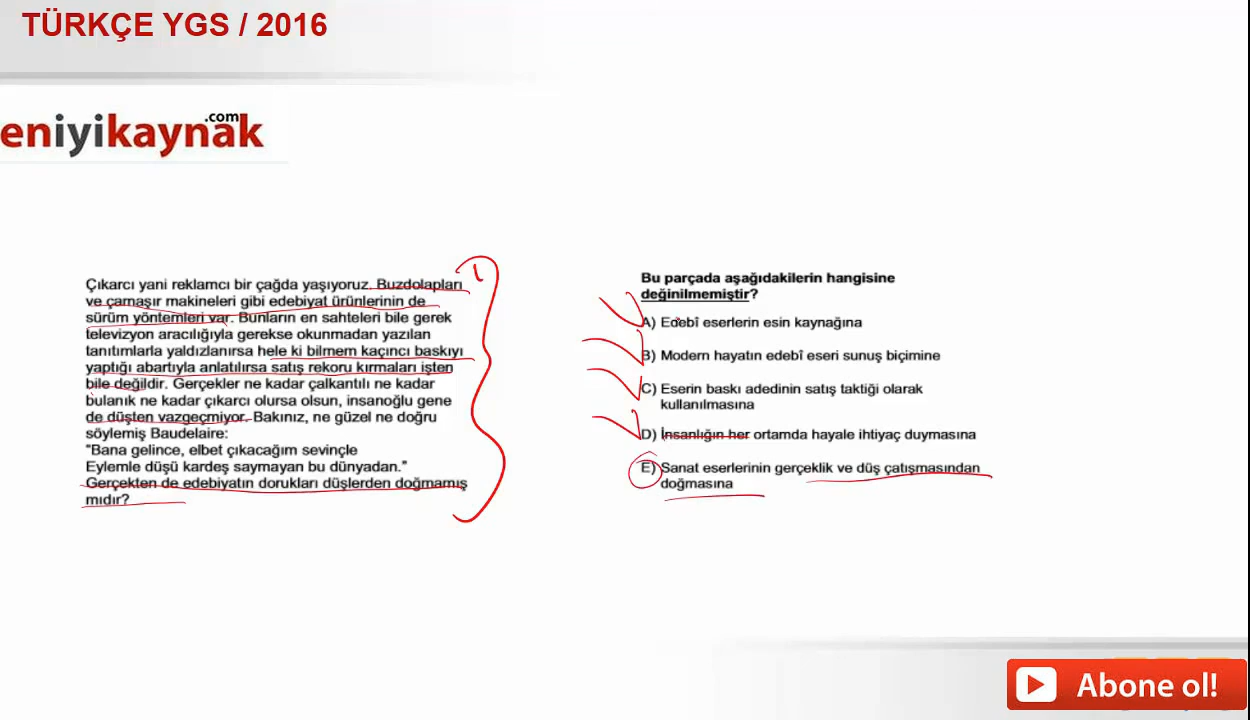 TÜRKÇE YGS / 2016
eniyikaynak
.com
Çıkarcı yani reklamcı bir çağda yaşıyoruz. Buzdolapları
ve çamaşır makineleri gibi edebiyat ürünlerinin de
sürüm yöntemleri var. Bunların en sahteleri bile gerek
televizyon aracılığıyla gerekse okunmadan yazılan
tanıtımlarla yaldızlanırsa hele ki bilmem kaçıncı baskıyı
yaptığı abartıyla anlatılırsa satış rekoru kırmaları işten
bile değildir. Gerçekler ne kadar çalkantılı ne kadar
bulanık ne kadar çıkarcı olursa olsun, insanoğlu gene
de düşten vazgeçmiyor. Bakınız, ne güzel ne doğru
söylemiş Baudelaire:
"Bana gelince, elbet çıkacağım sevinçle
Eylemle düşü kardeş saymayan bu dünyadan."
Gerçekten de edebiyatın dorukları düşlerden doğmamış
mıdır?
1
Bu parçada aşağıdakilerin hangisine
değinilmemiştir?
A) Edebî eserlerin esin kaynağına
B) Modern hayatın edebî eseri sunuş biçimine
C) Eserin baskı adedinin satış taktiği olarak
kullanılmasına
D) İnsanlığın her ortamda hayale ihtiyaç duymasına
E) Sanat eserlerinin gerçeklik ve düş çatışmasından
doğmasına
Abone ol!